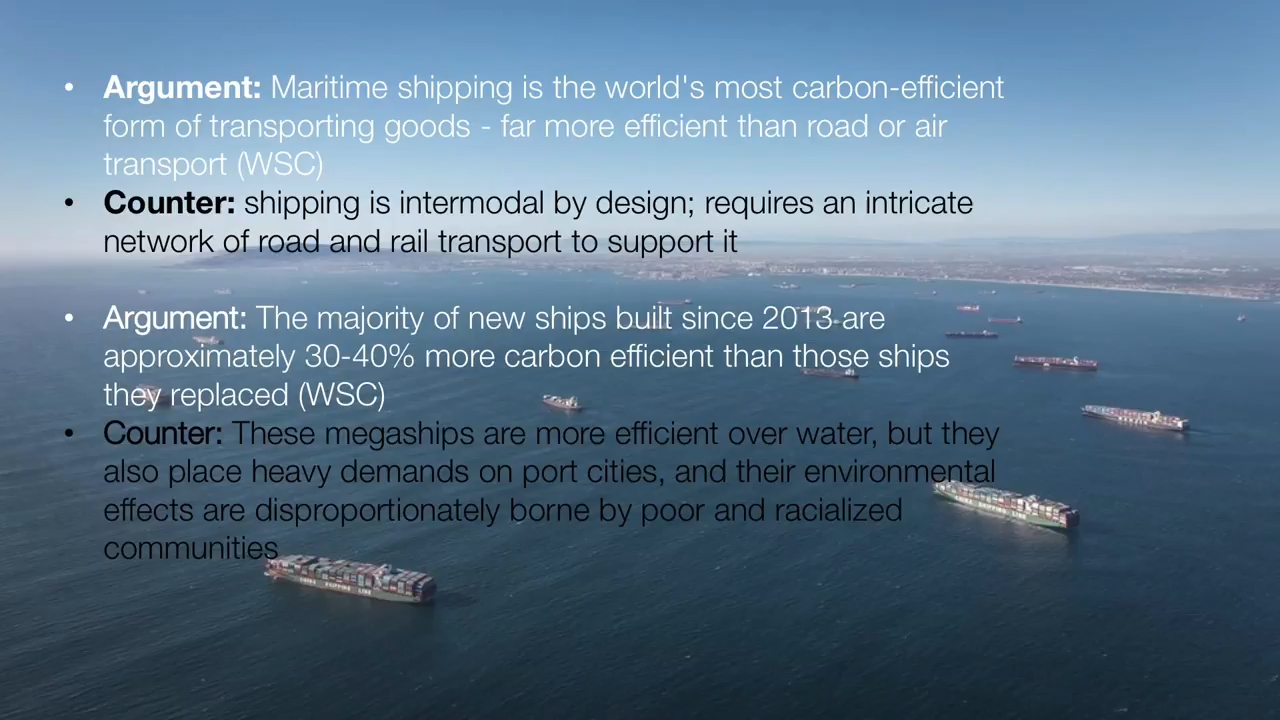 • Argument: Maritime shipping is the world's most carbon-efficient
form of transporting goods - far more efficient than road or air
transport (WSC)
• Counter: shipping is intermodal by design; requires an intricate
network of road and rail transport to support it
• Argument: The majority of new ships built since 2013 are
approximately 30-40% more carbon efficient than those ships
they replaced (WSC)
• Counter: These megaships are more efficient over water, but they
also place heavy demands on port cities, and their environmental
effects are disproportionately borne by poor and racialized
communities
CHINA SHIPPING LINE